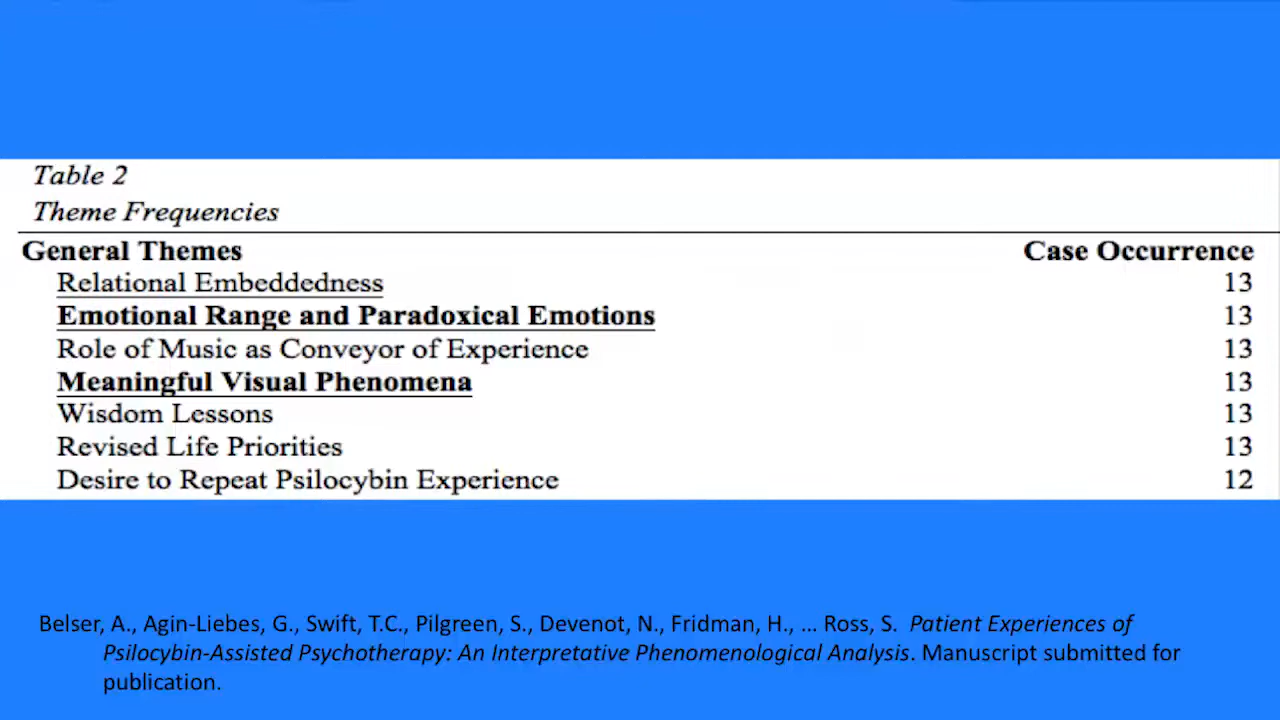 Table 2
Theme Frequencies
General Themes Case Occurrence
Relational Embeddedness 13
Emotional Range and Paradoxical Emotions 13
Role of Music as Conveyor of Experience 13
Meaningful Visual Phenomena 13
Wisdom Lessons 13
Revised Life Priorities 13
Desire to Repeat Psilocybin Experience 12
Belser, A., Agin-Liebes, G., Swift, T.C., Pilgreen, S., Devenot, N., Fridman, H., … Ross, S. Patient Experiences of
Psilocybin-Assisted Psychotherapy: An Interpretative Phenomenological Analysis. Manuscript submitted for
publication.